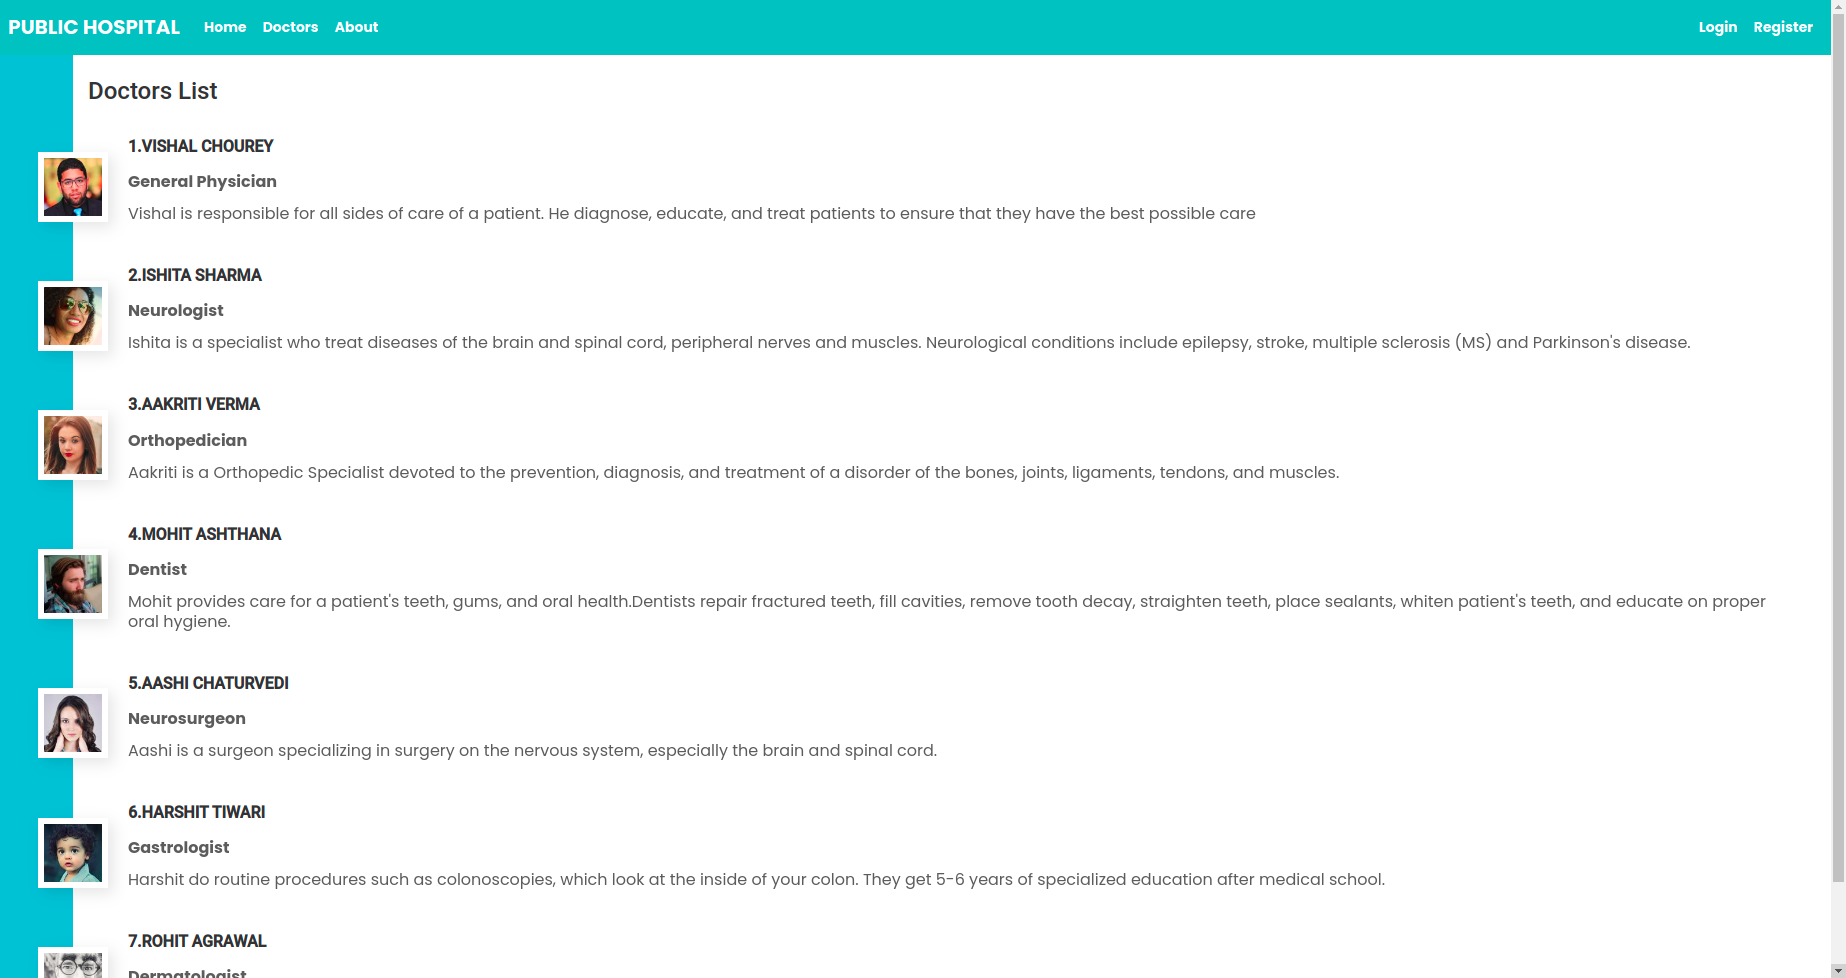 PUBLIC HOSPITAL Home Doctors About Login Register
Doctors List
1.VISHAL CHOUREY
General Physician
Vishal is responsible for all sides of care of a patient. He diagnose, educate, and treat patients to ensure that they have the best possible care
2.ISHITA SHARMA
Neurologist
Ishita is a specialist who treat diseases of the brain and spinal cord, peripheral nerves and muscles. Neurological conditions include epilepsy, stroke, multiple sclerosis (MS) and Parkinson's disease.
3.AAKRITI VERMA
Orthopedician
Aakriti is a Orthopedic Specialist devoted to the prevention, diagnosis, and treatment of a disorder of the bones, joints, ligaments, tendons, and muscles.
4.MOHIT ASHTHANA
Dentist
Mohit provides care for a patient's teeth, gums, and oral health.Dentists repair fractured teeth, fill cavities, remove tooth decay, straighten teeth, place sealants, whiten patient's teeth, and educate on proper
oral hygiene.
5.AASHI CHATURVEDI
Neurosurgeon
Aashi is a surgeon specializing in surgery on the nervous system, especially the brain and spinal cord.
6.HARSHIT TIWARI
Gastrologist
Harshit do routine procedures such as colonoscopies, which look at the inside of your colon. They get 5-6 years of specialized education after medical school.
7.ROHIT AGRAWAL
Dermatologist